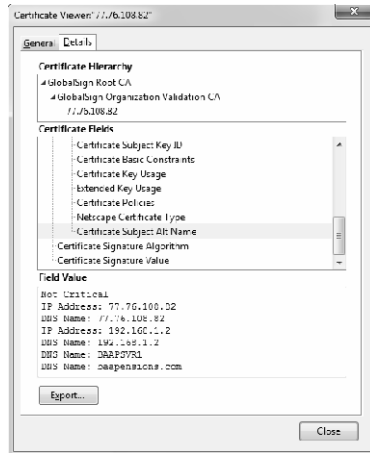 Certificate Viewer:"77.76.108.82"
General Details
Certificate Hierarchy
GlobalSign Root CA
GlobalSign Organization Validation CA
77.76.108.82
Certificate Fields
Certificate Subject Key ID
Certificate Basic Constraints
Certificate Key Usage
Extended Key Usage
Certificate Policies
Netscape Certificate Type
Certificate Subject Alt Name
Certificate Signature Algorithm
Certificate Signature Value
Field Value
Not Critical
IP Address: 77.76.108.82
DNS Name: 77.76.108.82
IP Address: 192.168.1.2
DNS Name: 192.168.1.2
DNS Name:
DNS Name:
Export...
Close